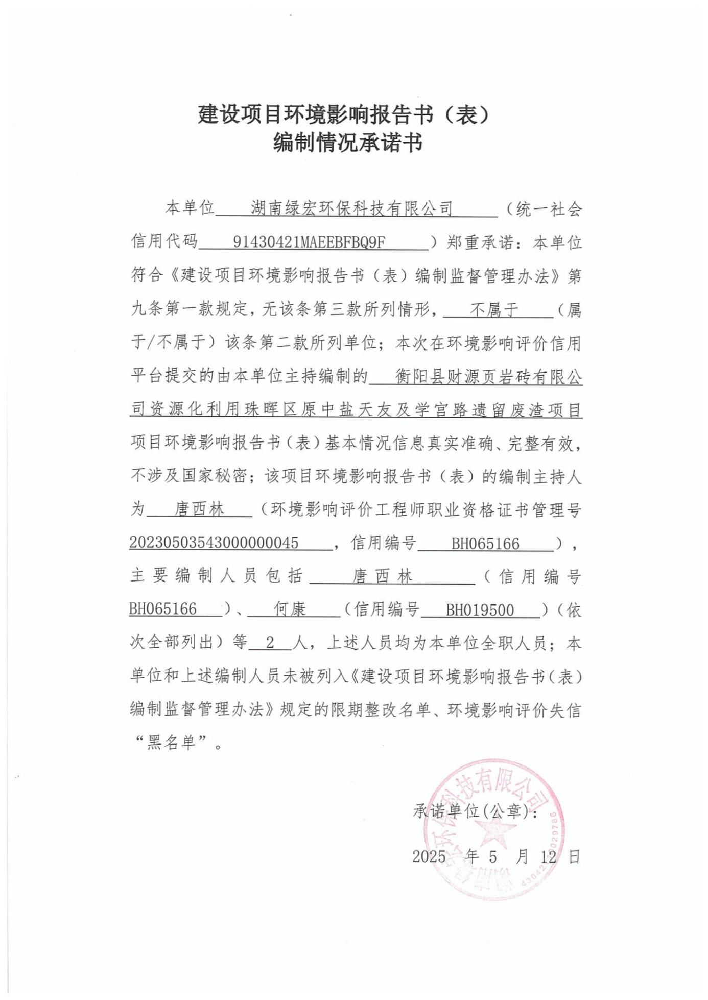 建设项目环境影响报告书（表）
编制情况承诺书
本单位 湖南绿宏环保科技有限公司 （统一社会
信用代码 91430421MAEEBFBQ9F ）郑重承诺：本单位
符合《建设项目环境影响报告书（表）编制监督管理办法》第
九条第一款规定，无该条第三款所列情形， 不属于 （属
于/不属于）该条第二款所列单位；本次在环境影响评价信用
平台提交的由本单位主持编制的 衡阳县财源页岩砖有限公
司资源化利用珠晖区原中盐天友及学宫路遗留废渣项目
项目环境影响报告书（表）基本情况信息真实准确、完整有效，
不涉及国家秘密；该项目环境影响报告书（表）的编制主持人
为 唐西林 （环境影响评价工程师职业资格证书管理号
20230503543000000045 ，信用编号 BH065166 ），
主要编制人员包括 唐西林 （信用编号
BH065166 ）、 何康 （信用编号 BH019500 ）（依
次全部列出）等 2 人，上述人员均为本单位全职人员；本
单位和上述编制人员未被列入《建设项目环境影响报告书（表）
编制监督管理办法》规定的限期整改名单、环境影响评价失信
“黑名单”。
承诺单位(公章)：
2025 年 5 月 12 日
湖南绿宏环保科技有限公司